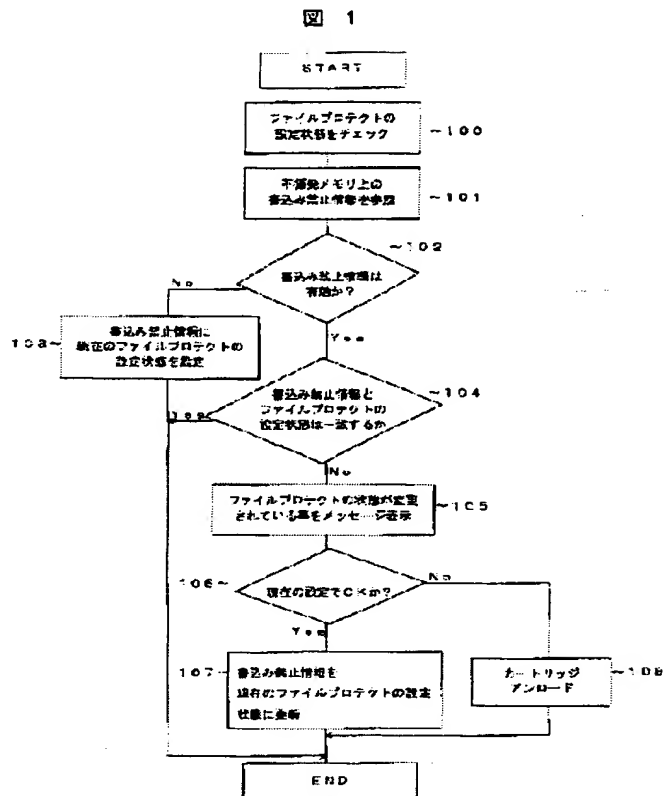 図 1
START
ファイルプロテクトの
設定状態をチェック
~100
不揮発メモリ上の
書込み禁止情報を参照
~101
~102
書込み禁止情報は
有効か?
No
Yes
103~
書込み禁止情報に
現在のファイルプロテクトの
設定状態を設定
~104
書込み禁止情報と
ファイルプロテクトの
設定状態は一致するか
Yes
No
ファイルプロテクトの状態が変更
されている事をメッセージ表示
~105
106~
現在の設定でOKか?
No
Yes
107~
書込み禁止情報を
現在のファイルプロテクトの設定
状態に更新
カートリッジ
アンロード
~108
END